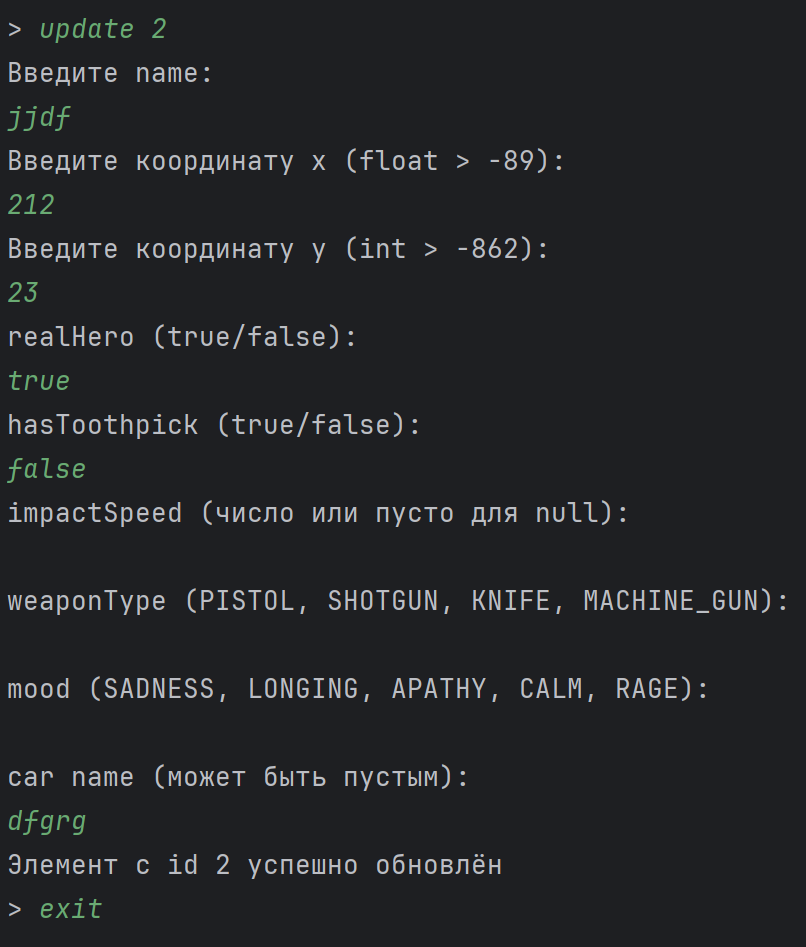 > update 2
Введите name:
jjdf
Введите координату x (float > -89):
212
Введите координату y (int > -862):
23
realHero (true/false):
true
hasToothpick (true/false):
false
impactSpeed (число или пусто для null):
weaponType (PISTOL, SHOTGUN, KNIFE, MACHINE_GUN):
mood (SADNESS, LONGING, APATHY, CALM, RAGE):
car name (может быть пустым):
dfgrg
Элемент с id 2 успешно обновлён
> exit